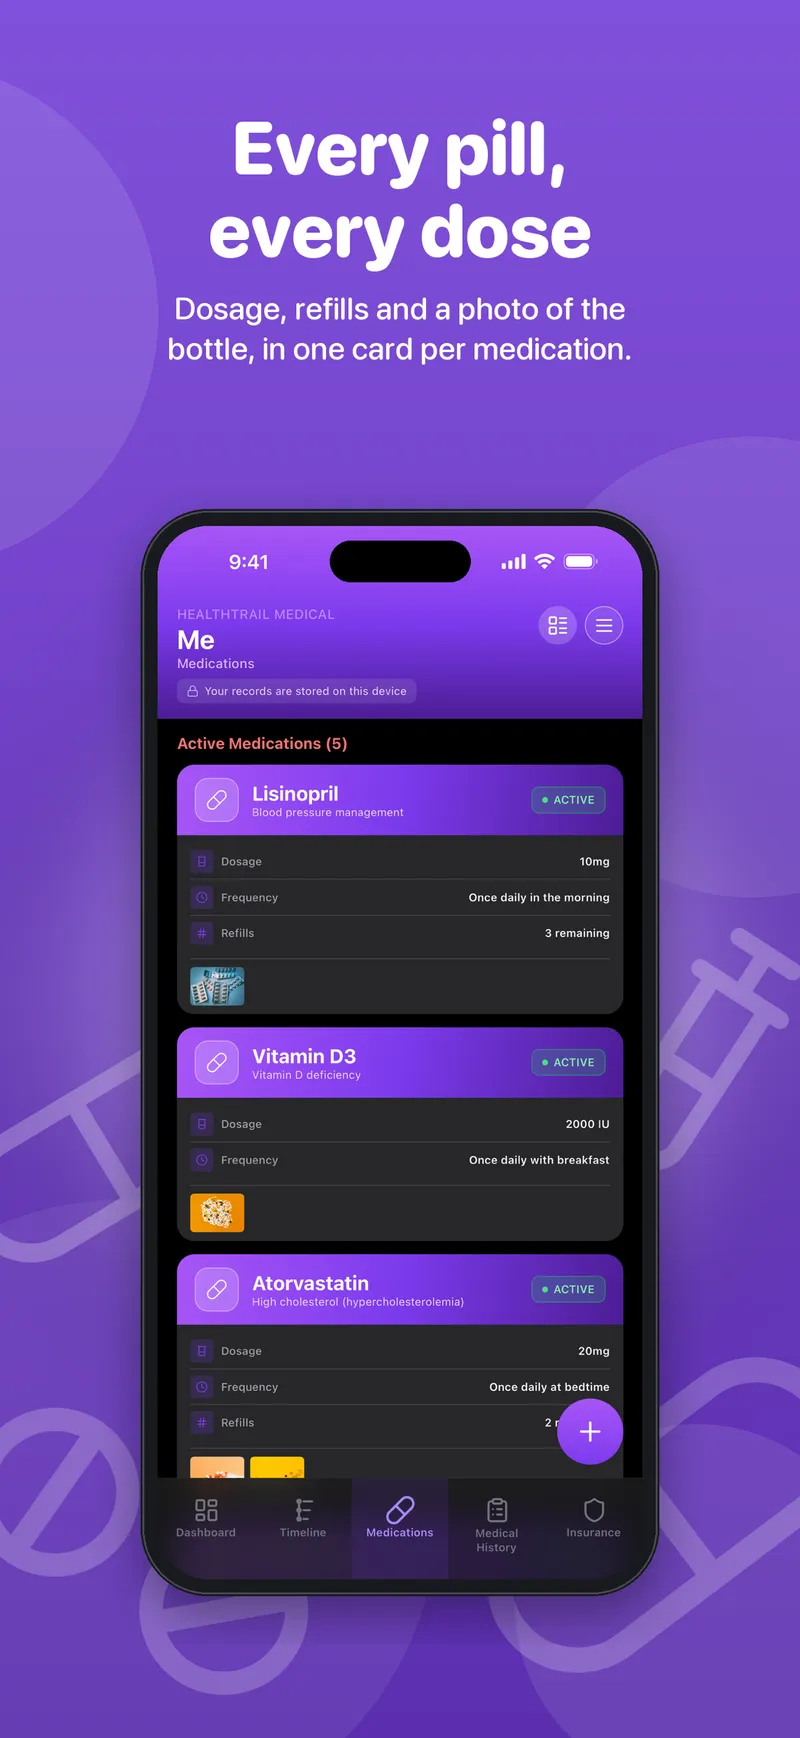 Every pill,
every dose
Dosage, refills and a photo of the
bottle, in one card per medication.
9:41
HEALTHTRAIL MEDICAL
Me
Medications
Your records are stored on this device
Active Medications (5)
Lisinopril
Blood pressure management
ACTIVE
Dosage 10mg
Frequency Once daily in the morning
Refills 3 remaining
Vitamin D3
Vitamin D deficiency
ACTIVE
Dosage 2000 IU
Frequency Once daily with breakfast
Atorvastatin
High cholesterol (hypercholesterolemia)
ACTIVE
Dosage 20mg
Frequency Once daily at bedtime
Refills 2
Dashboard
Timeline
Medications
Medical
History
Insurance